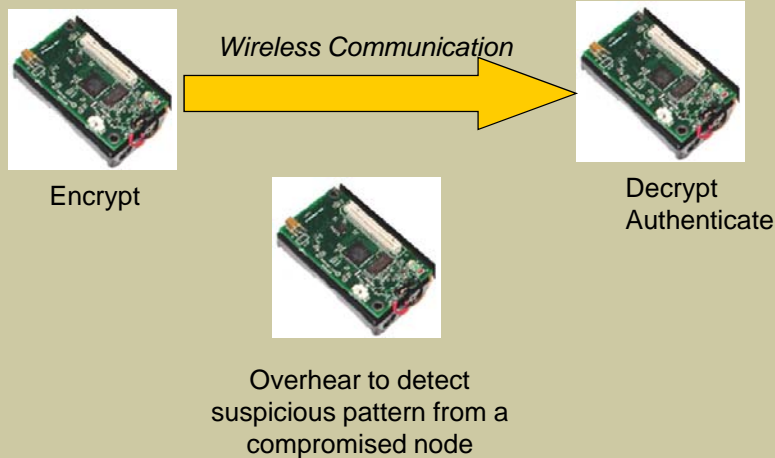 Wireless Communication
Encrypt
Decrypt
Authenticate
Overhear to detect
suspicious pattern from a
compromised node